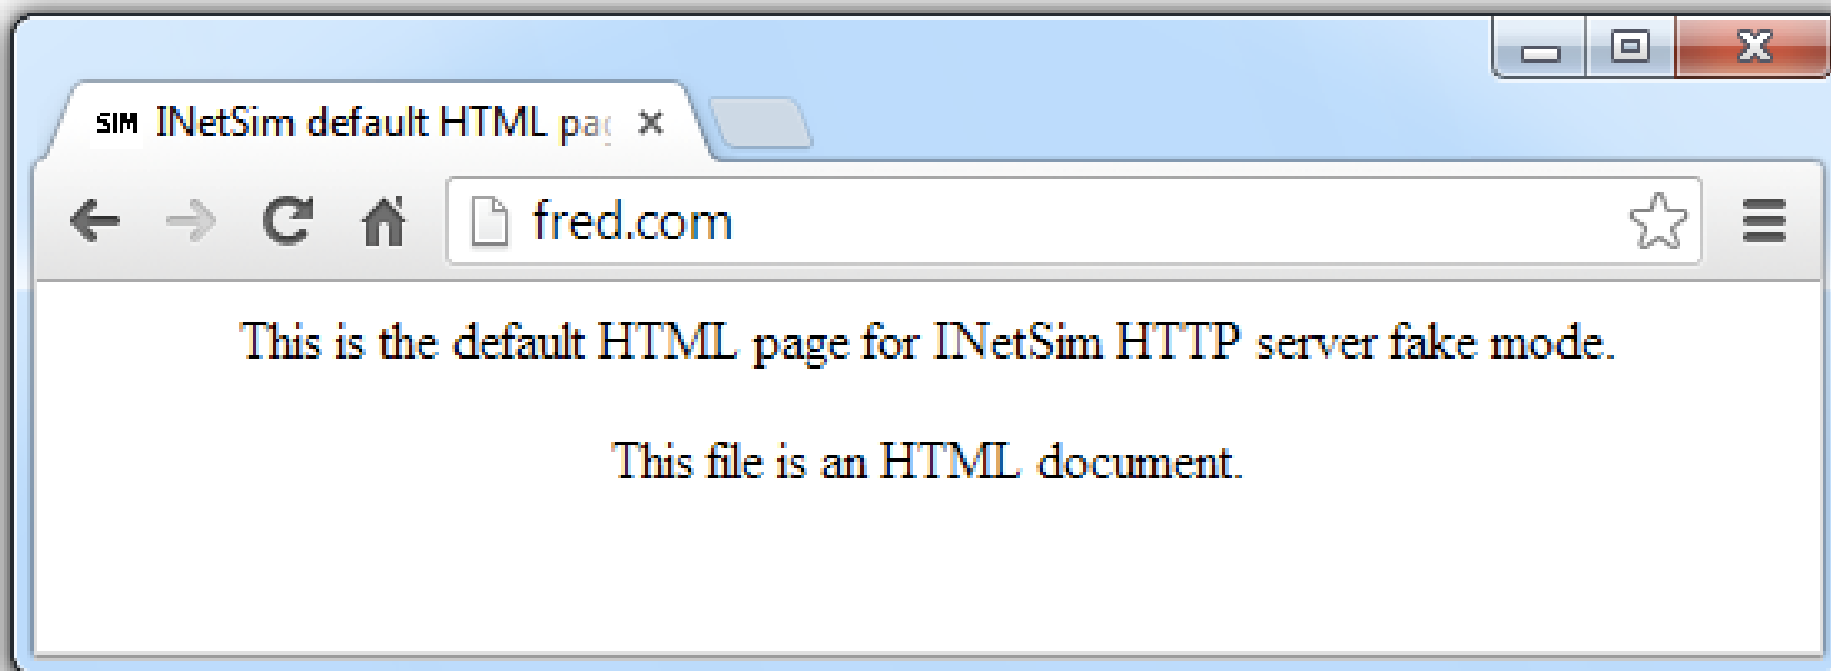 SIM INetSim default HTML pag
fred.com
This is the default HTML page for INetSim HTTP server fake mode.
This file is an HTML document.